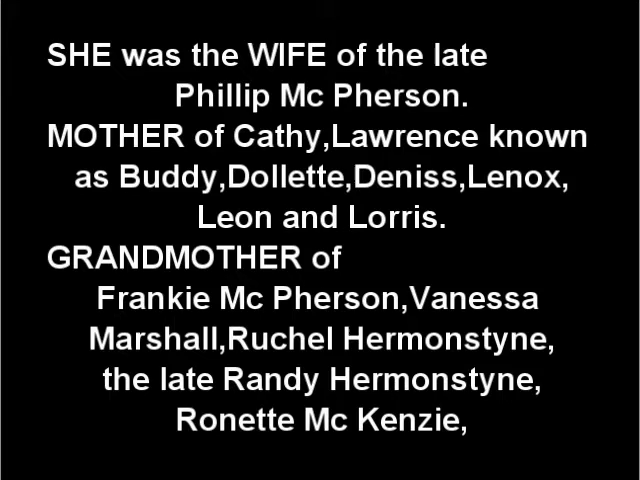 SHE was the WIFE of the late
Phillip Mc Pherson.
MOTHER of Cathy,Lawrence known
as Buddy,Dollette,Deniss,Lenox,
Leon and Lorris.
GRANDMOTHER of
Frankie Mc Pherson,Vanessa
Marshall,Ruchel Hermonstyne,
the late Randy Hermonstyne,
Ronette Mc Kenzie,